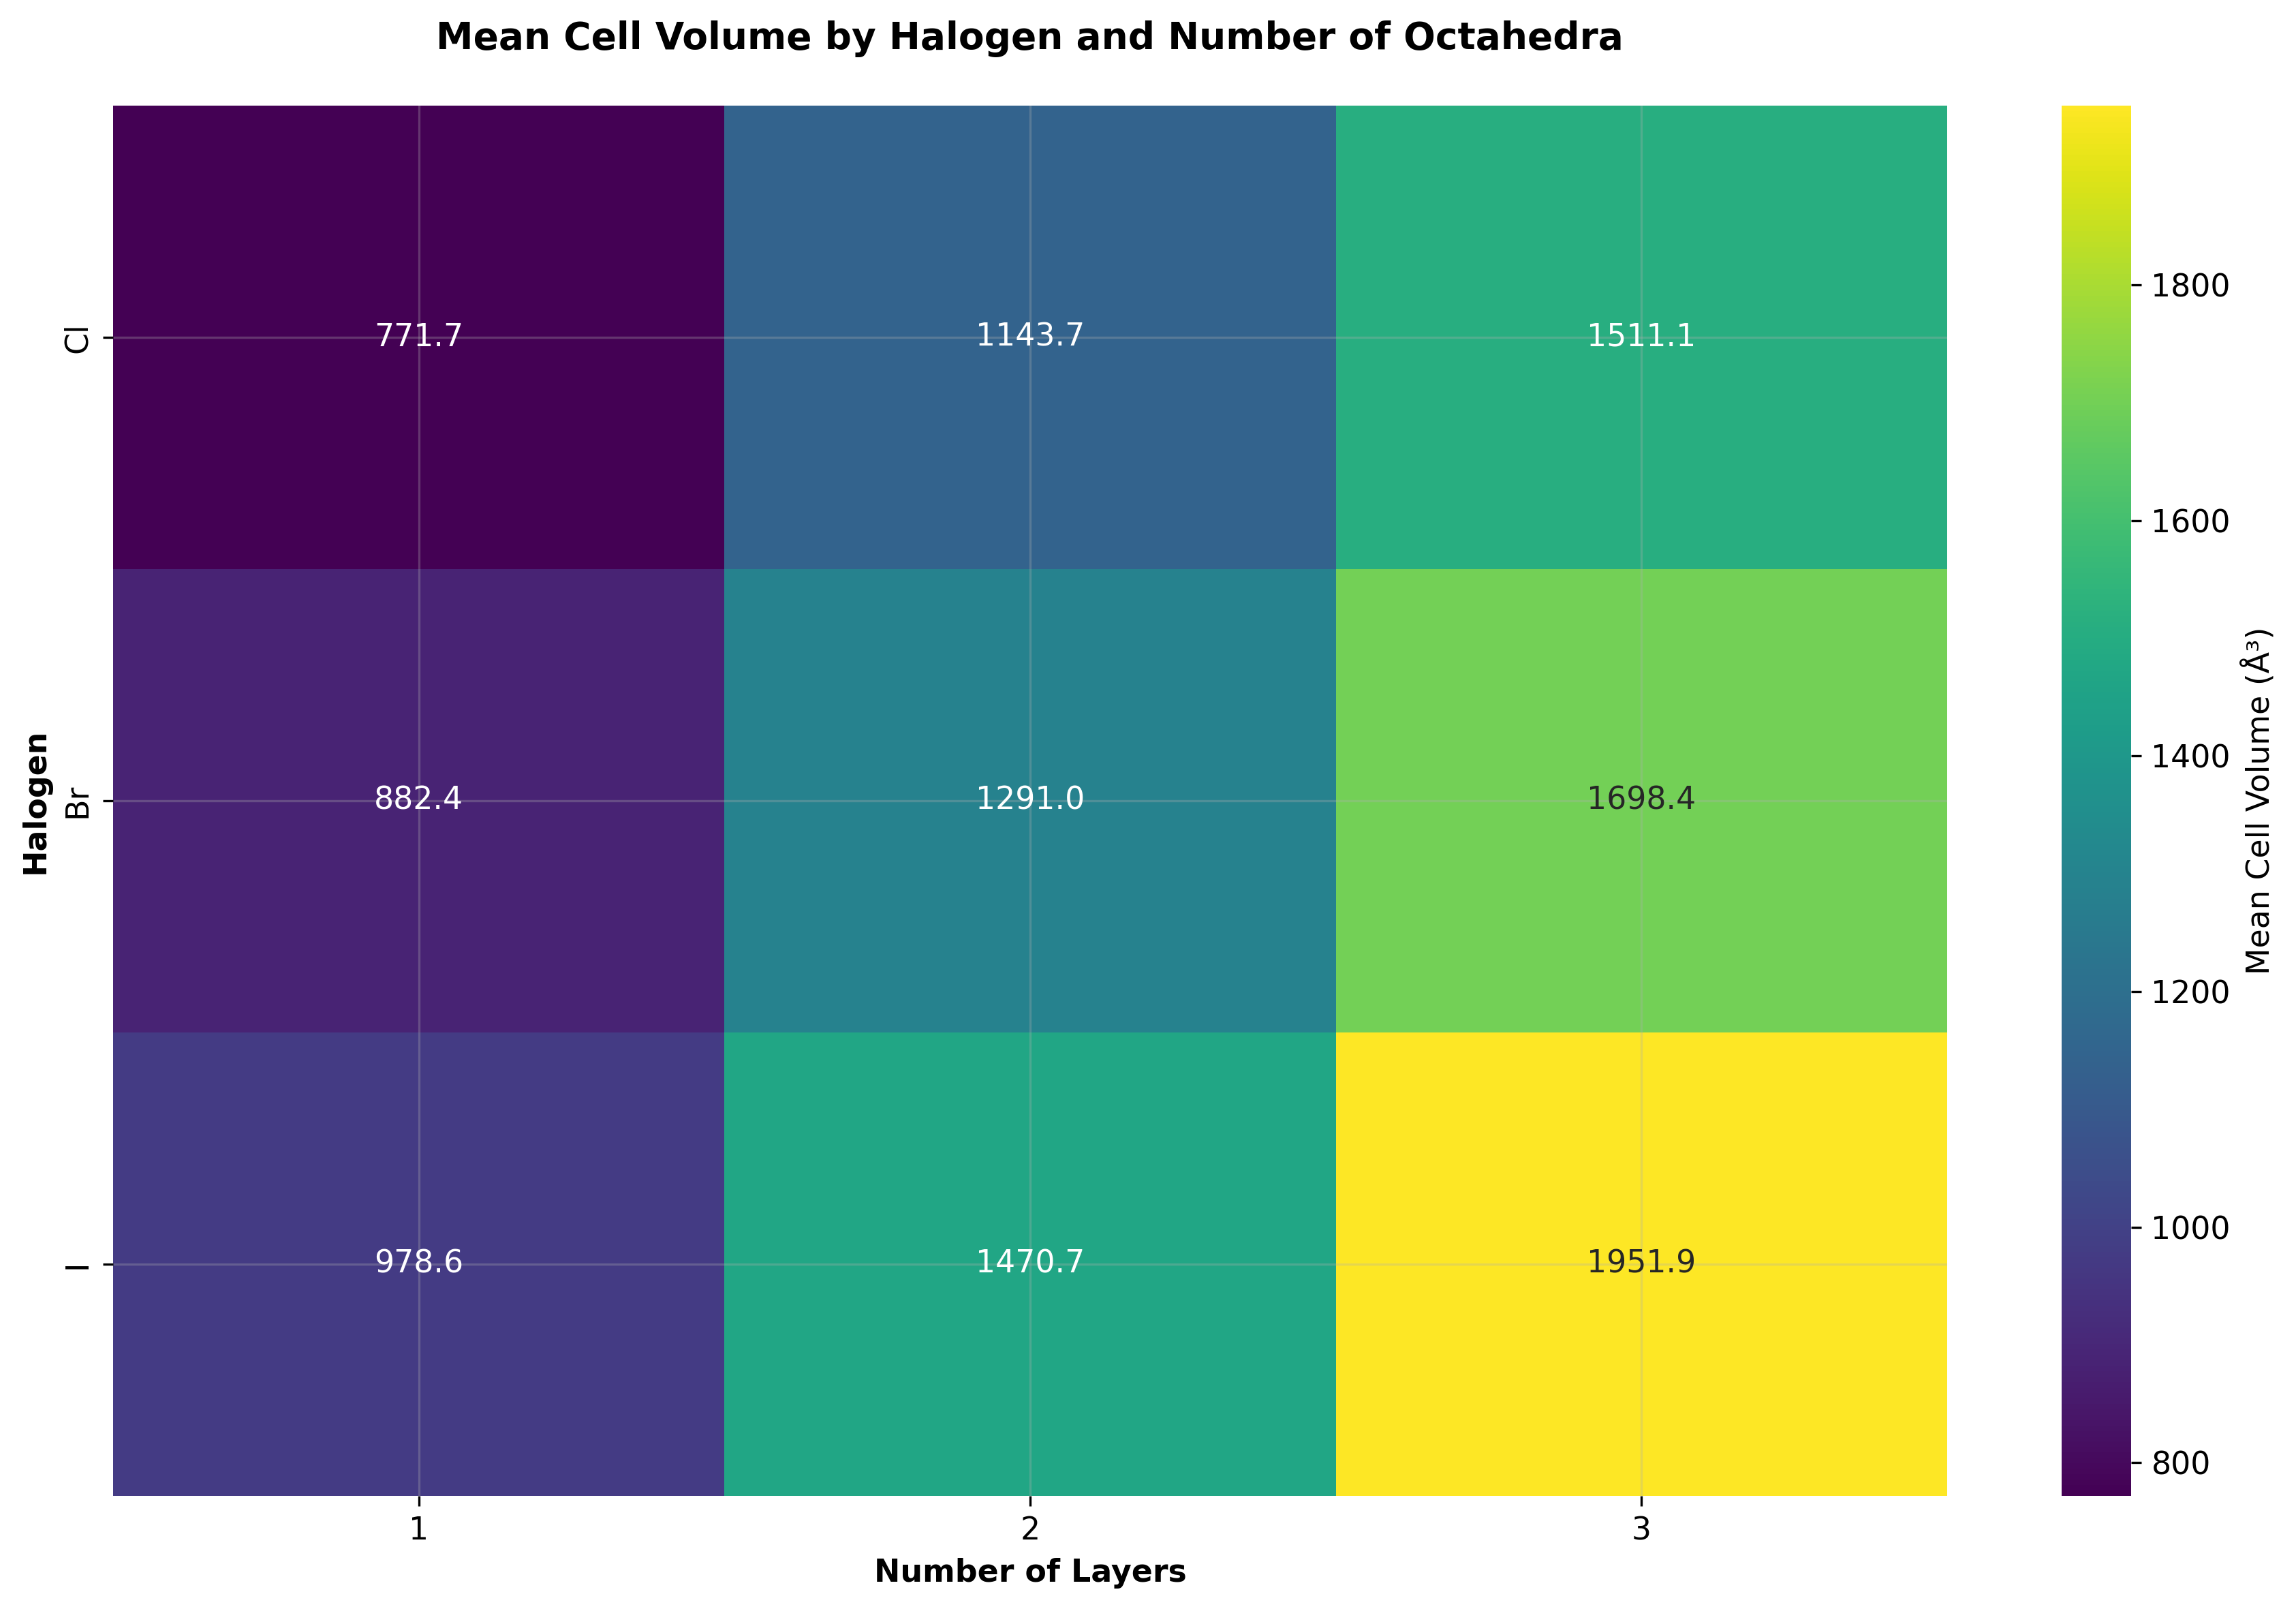 Mean Cell Volume by Halogen and Number of Octahedra
Halogen
Cl
771.7 1143.7 1511.1
Br
882.4 1291.0 1698.4
I
978.6 1470.7 1951.9
1 2 3
Number of Layers
1800
1600
1400
1200
1000
800
Mean Cell Volume (Å³)